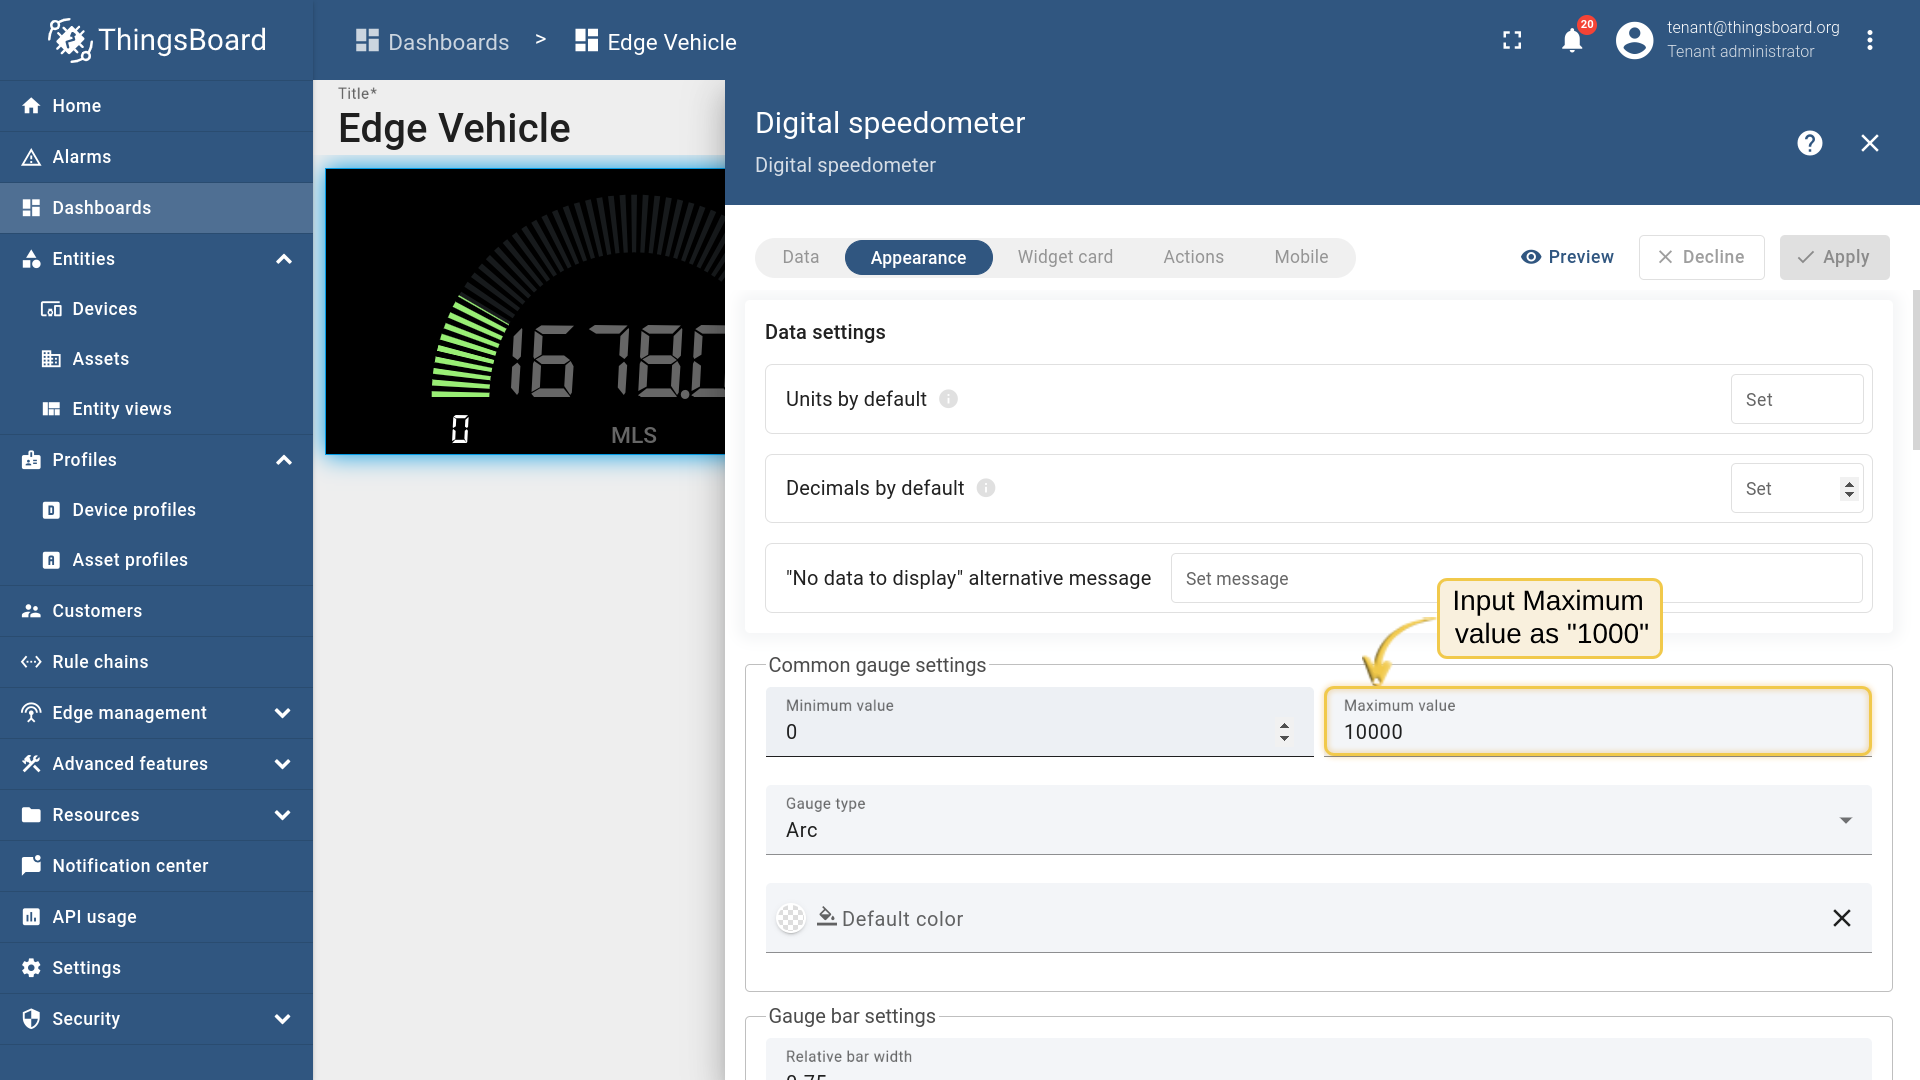 ThingsBoard
Dashboards > Edge Vehicle
20
tenant@thingsboard.org
Tenant administrator
Home
Alarms
Dashboards
Entities
Devices
Assets
Entity views
Profiles
Device profiles
Asset profiles
Customers
Rule chains
Edge management
Advanced features
Resources
Notification center
API usage
Settings
Security
Title*
Edge Vehicle
1678.0
0
MLS
Digital speedometer
Digital speedometer
Data
Appearance
Widget card
Actions
Mobile
Preview
Decline
Apply
Data settings
Units by default
Set
Decimals by default
Set
"No data to display" alternative message
Set message
Input Maximum
value as "1000"
Common gauge settings
Minimum value
0
Maximum value
10000
Gauge type
Arc
Default color
Gauge bar settings
Relative bar width
0.75